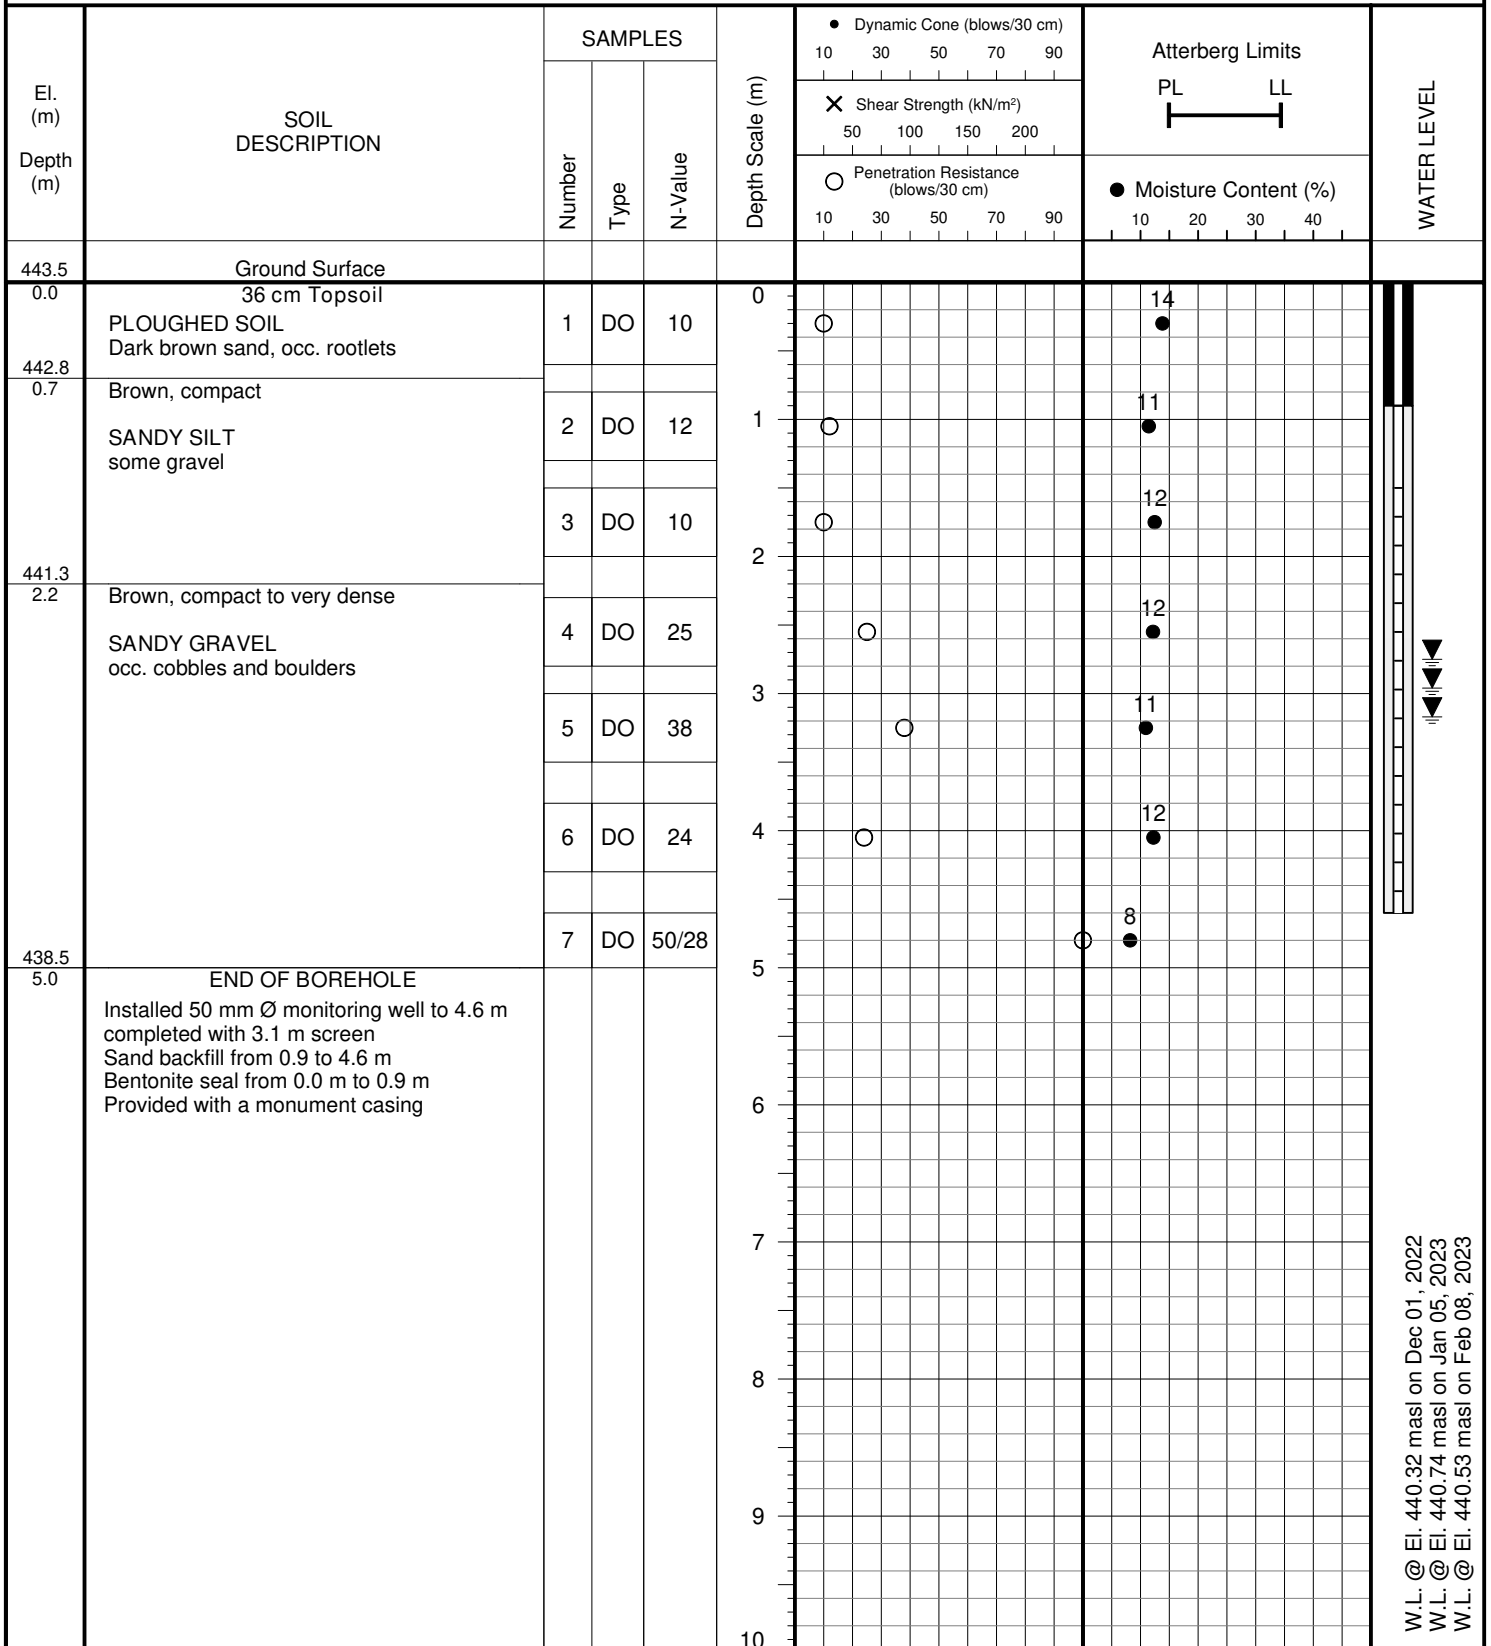 El.
(m)
Depth
(m)
SOIL
DESCRIPTION
SAMPLES
Number
Type
N-Value
Depth Scale (m)
Dynamic Cone (blows/30 cm)
10 30 50 70 90
Shear Strength (kN/m²)
50 100 150 200
Penetration Resistance
(blows/30 cm)
10 30 50 70 90
Atterberg Limits
PL LL
Moisture Content (%)
10 20 30 40
WATER LEVEL
443.5 Ground Surface
0.0 36 cm Topsoil
PLOUGHED SOIL
Dark brown sand, occ. rootlets
1 DO 10
0
14
442.8
0.7 Brown, compact
SANDY SILT
some gravel
2 DO 12
1
11
3 DO 10
12
2
441.3
2.2 Brown, compact to very dense
SANDY GRAVEL
occ. cobbles and boulders
4 DO 25
12
3
5 DO 38
11
6 DO 24
4
12
7 DO 50/28
8
438.5
5.0 END OF BOREHOLE
5
Installed 50 mm Ø monitoring well to 4.6 m
completed with 3.1 m screen
Sand backfill from 0.9 to 4.6 m
Bentonite seal from 0.0 m to 0.9 m
Provided with a monument casing
6
7
8
9
10
W.L. @ El. 440.32 masl on Dec 01, 2022
W.L. @ El. 440.74 masl on Jan 05, 2023
W.L. @ El. 440.53 masl on Feb 08, 2023